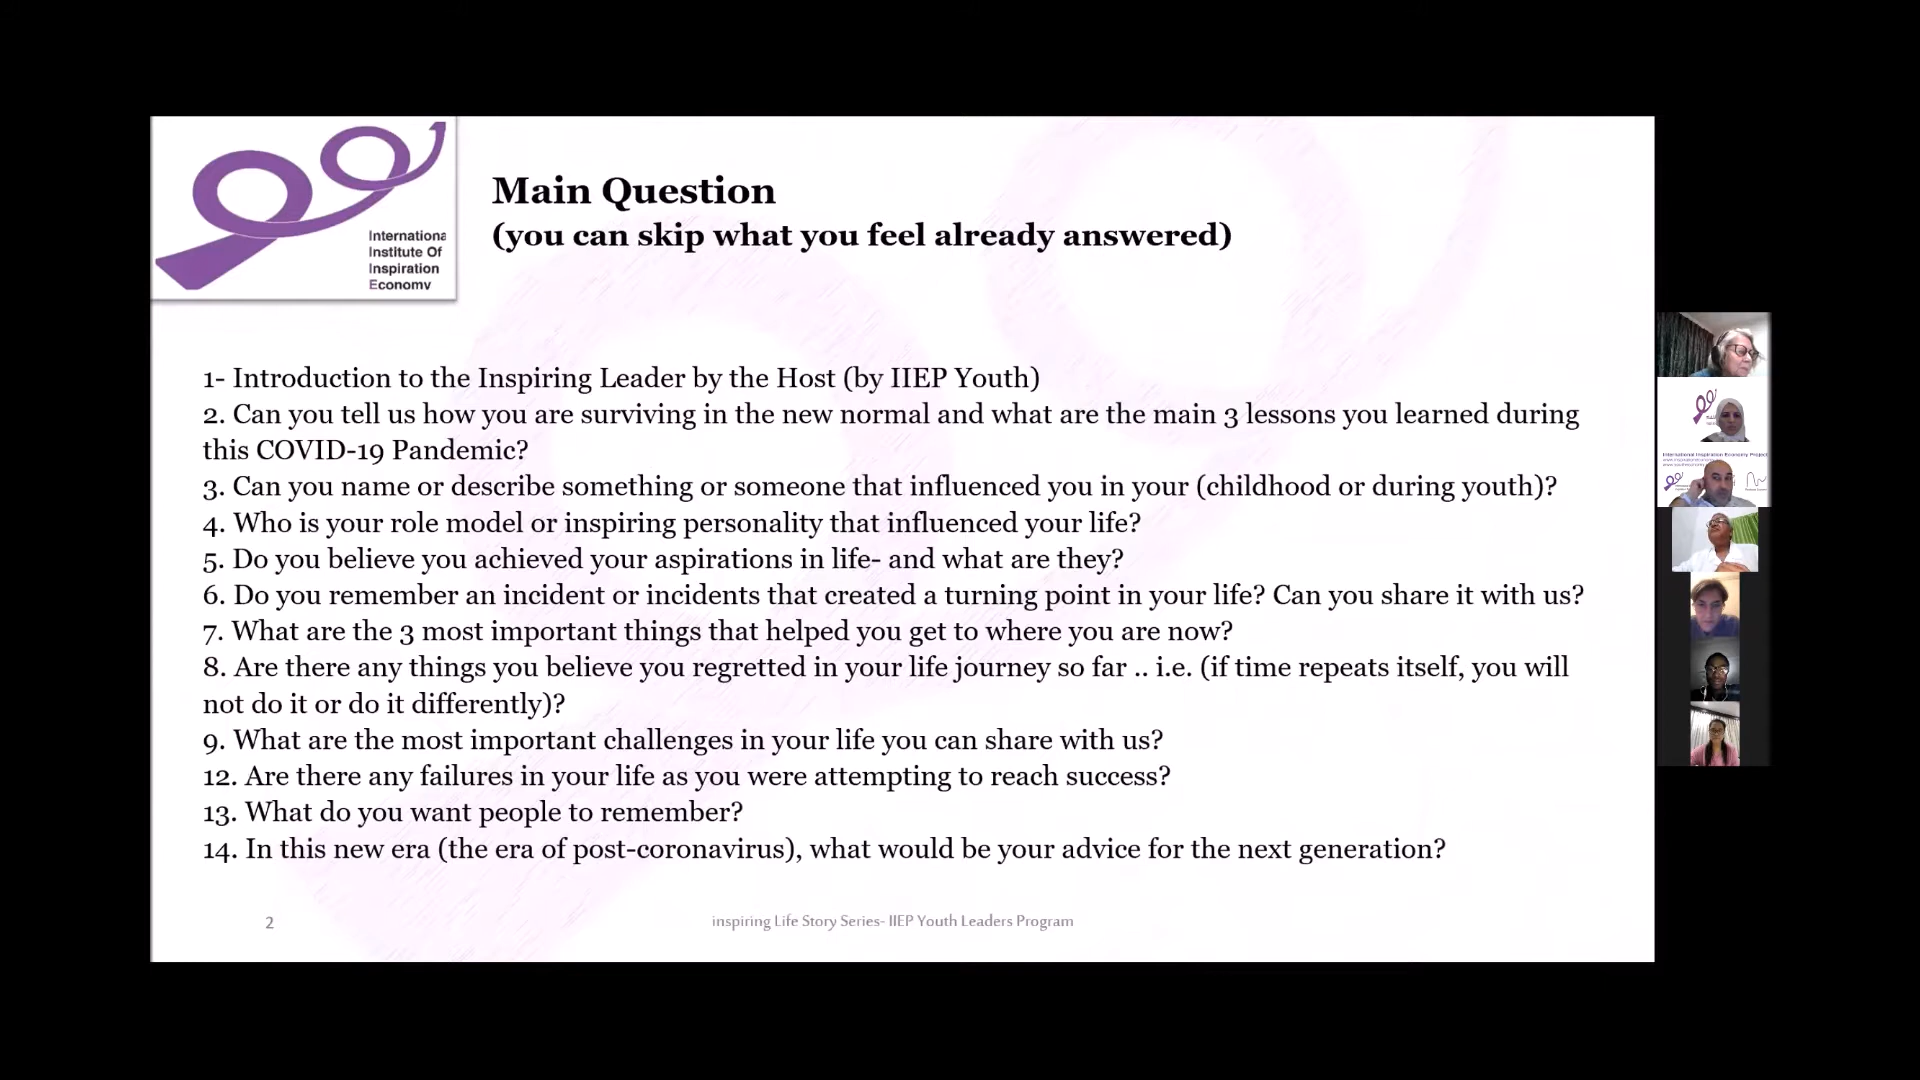 Internationa
Institute Of
Inspiration
Economy
Main Question
(you can skip what you feel already answered)
1- Introduction to the Inspiring Leader by the Host (by IIEP Youth)
2. Can you tell us how you are surviving in the new normal and what are the main 3 lessons you learned during
this COVID-19 Pandemic?
3. Can you name or describe something or someone that influenced you in your (childhood or during youth)?
4. Who is your role model or inspiring personality that influenced your life?
5. Do you believe you achieved your aspirations in life- and what are they?
6. Do you remember an incident or incidents that created a turning point in your life? Can you share it with us?
7. What are the 3 most important things that helped you get to where you are now?
8. Are there any things you believe you regretted in your life journey so far .. i.e. (if time repeats itself, you will
not do it or do it differently)?
9. What are the most important challenges in your life you can share with us?
12. Are there any failures in your life as you were attempting to reach success?
13. What do you want people to remember?
14. In this new era (the era of post-coronavirus), what would be your advice for the next generation?
2
inspiring Life Story Series- IIEP Youth Leaders Program
International Inspiration Economy Project